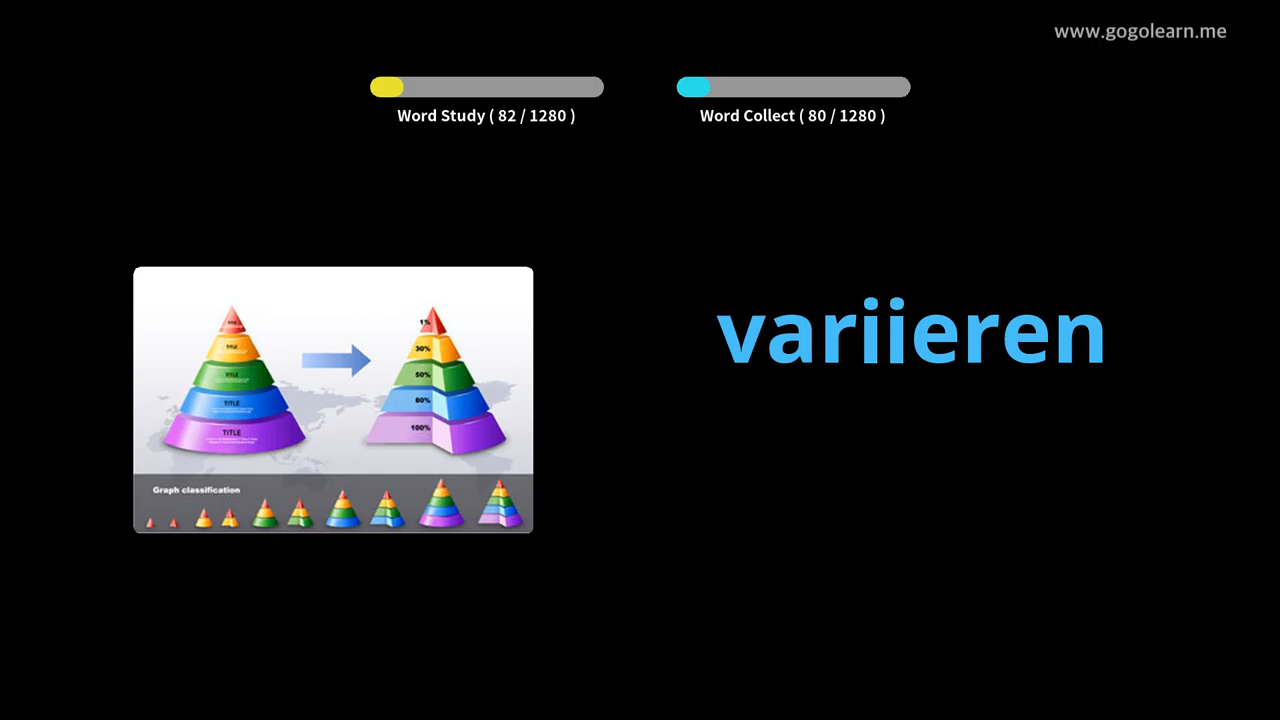 www.gogolearn.me
Word Study ( 82 / 1280 )
Word Collect ( 80 / 1280 )
variieren
1%
30%
TITLE
50%
TITLE
80%
TITLE
100%
TITLE
Graph classification